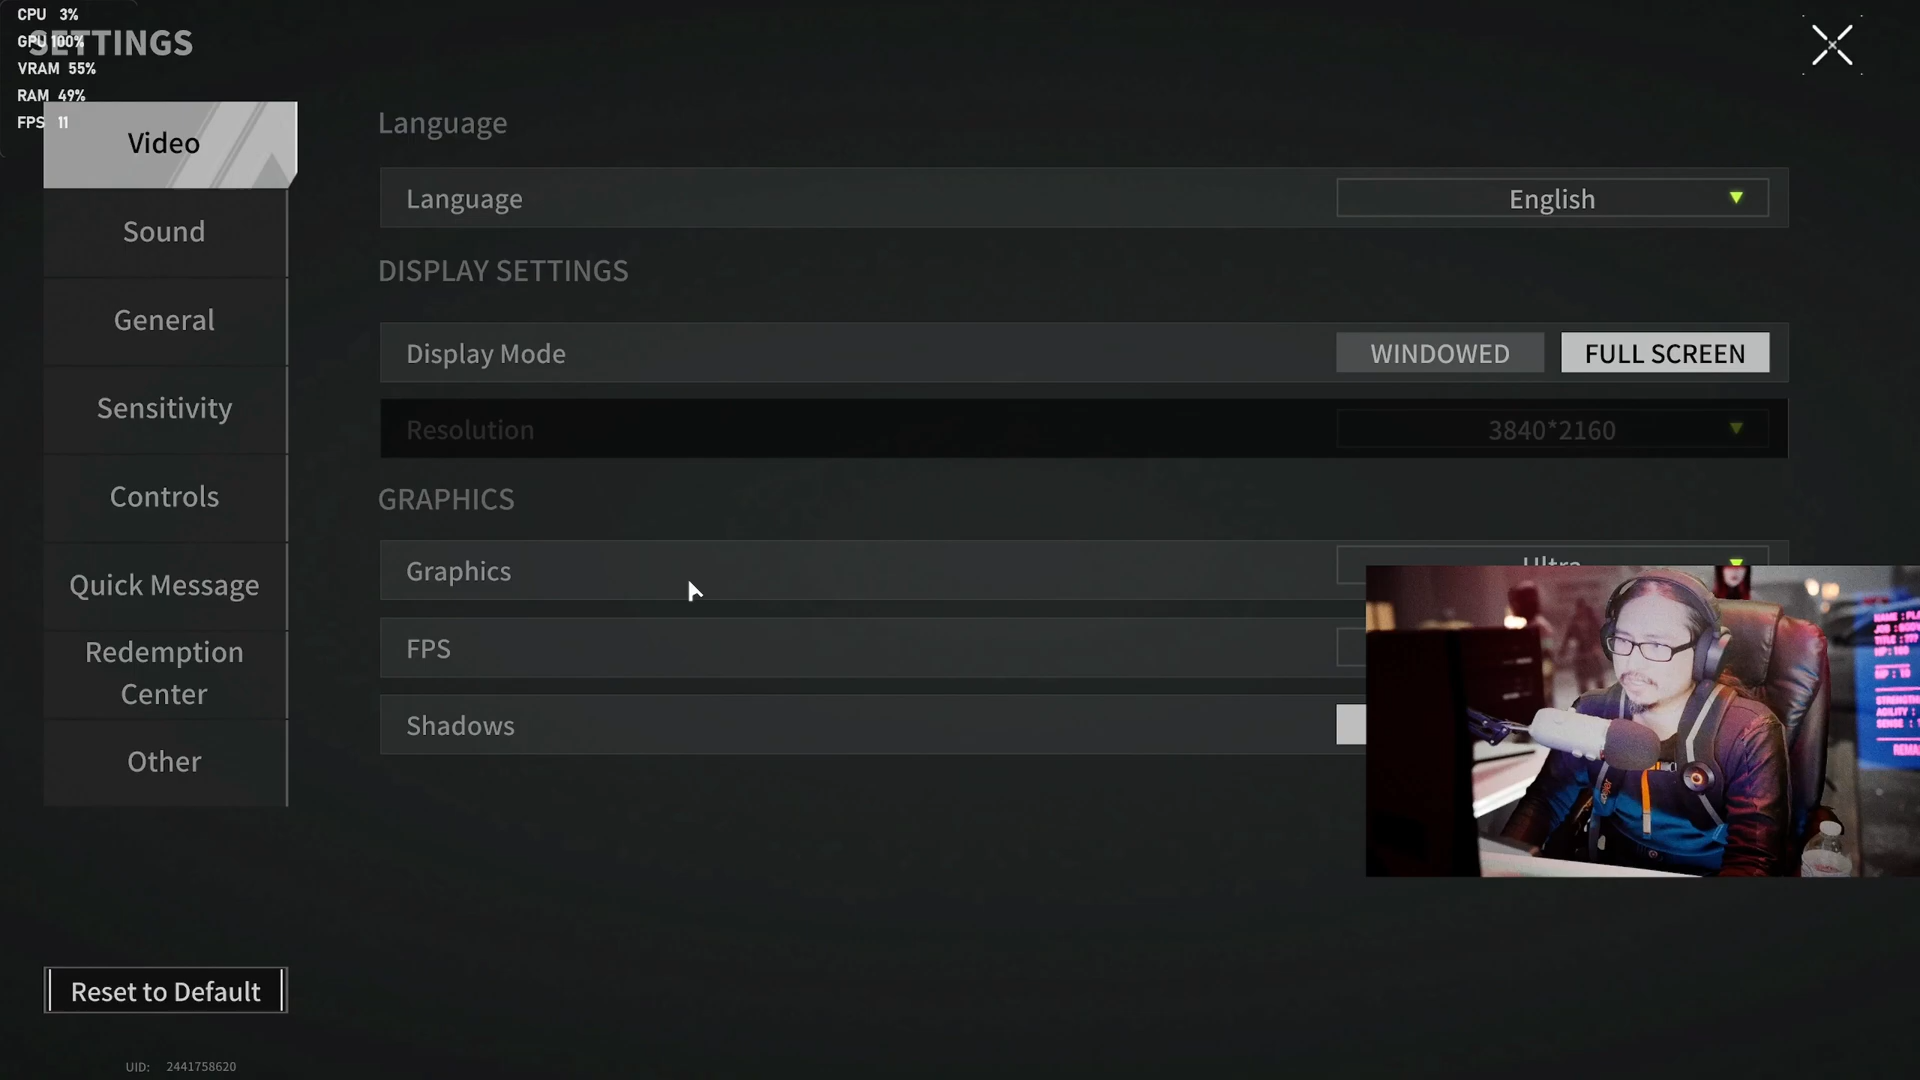 CPU 3%
GPU 100%
SETTINGS
VRAM 55%
RAM 49%
FPS 11
Video
Sound
General
Sensitivity
Controls
Quick Message
Redemption
Center
Other
Reset to Default
UID: 2441758620
Language
Language English
DISPLAY SETTINGS
Display Mode WINDOWED FULL SCREEN
Resolution 3840*2160
GRAPHICS
Graphics Ultra
FPS
Shadows